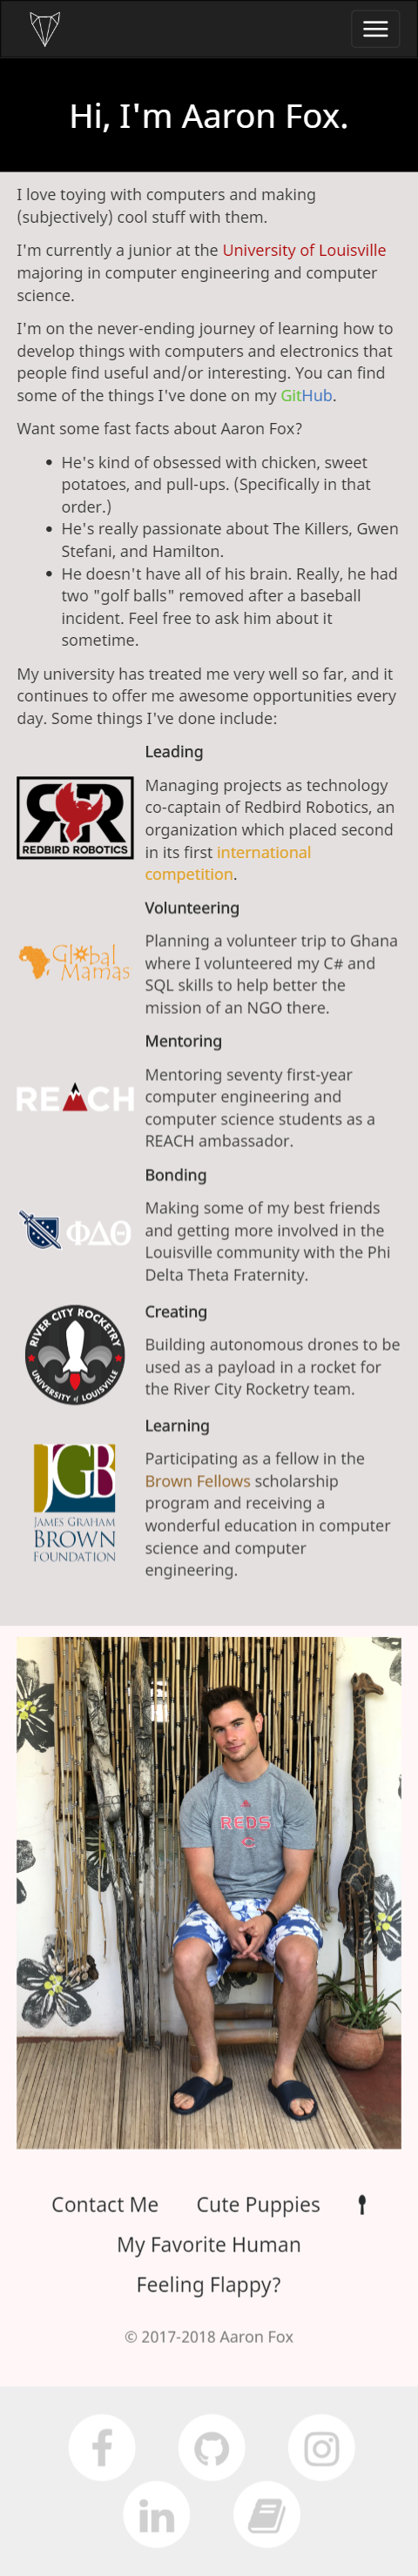 Hi, I'm Aaron Fox.
I love toying with computers and making
(subjectively) cool stuff with them.
I'm currently a junior at the University of Louisville
majoring in computer engineering and computer
science.
I'm on the never-ending journey of learning how to
develop things with computers and electronics that
people find useful and/or interesting. You can find
some of the things I've done on my GitHub.
Want some fast facts about Aaron Fox?
• He's kind of obsessed with chicken, sweet
potatoes, and pull-ups. (Specifically in that
order.)
• He's really passionate about The Killers, Gwen
Stefani, and Hamilton.
• He doesn't have all of his brain. Really, he had
two "golf balls" removed after a baseball
incident. Feel free to ask him about it
sometime.
My university has treated me very well so far, and it
continues to offer me awesome opportunities every
day. Some things I've done include:
Leading
RR
REDBIRD ROBOTICS
Managing projects as technology
co-captain of Redbird Robotics, an
organization which placed second
in its first international
competition.
Volunteering
Global
Mamas
Planning a volunteer trip to Ghana
where I volunteered my C# and
SQL skills to help better the
mission of an NGO there.
Mentoring
REACH
Mentoring seventy first-year
computer engineering and
computer science students as a
REACH ambassador.
Bonding
ΦΔΘ
Making some of my best friends
and getting more involved in the
Louisville community with the Phi
Delta Theta Fraternity.
Creating
RIVER CITY ROCKETRY
UNIVERSITY of LOUISVILLE
Building autonomous drones to be
used as a payload in a rocket for
the River City Rocketry team.
Learning
JGB
JAMES GRAHAM
BROWN
FOUNDATION
Participating as a fellow in the
Brown Fellows scholarship
program and receiving a
wonderful education in computer
science and computer
engineering.
REDS
C
Contact Me Cute Puppies
My Favorite Human
Feeling Flappy?
© 2017-2018 Aaron Fox